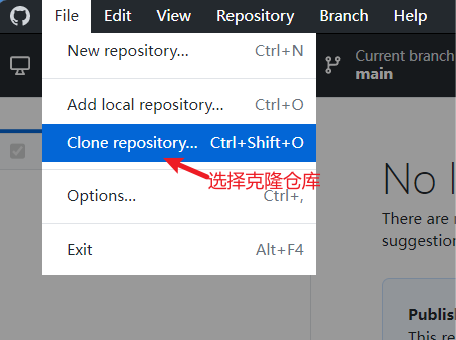 File Edit View Repository Branch Help
New repository... Ctrl+N
Current branch
main
Add local repository... Ctrl+O
Clone repository... Ctrl+Shift+O
选择克隆仓库
Options... Ctrl+,
Exit Alt+F4
No l
There are
suggestion
Publis
This re